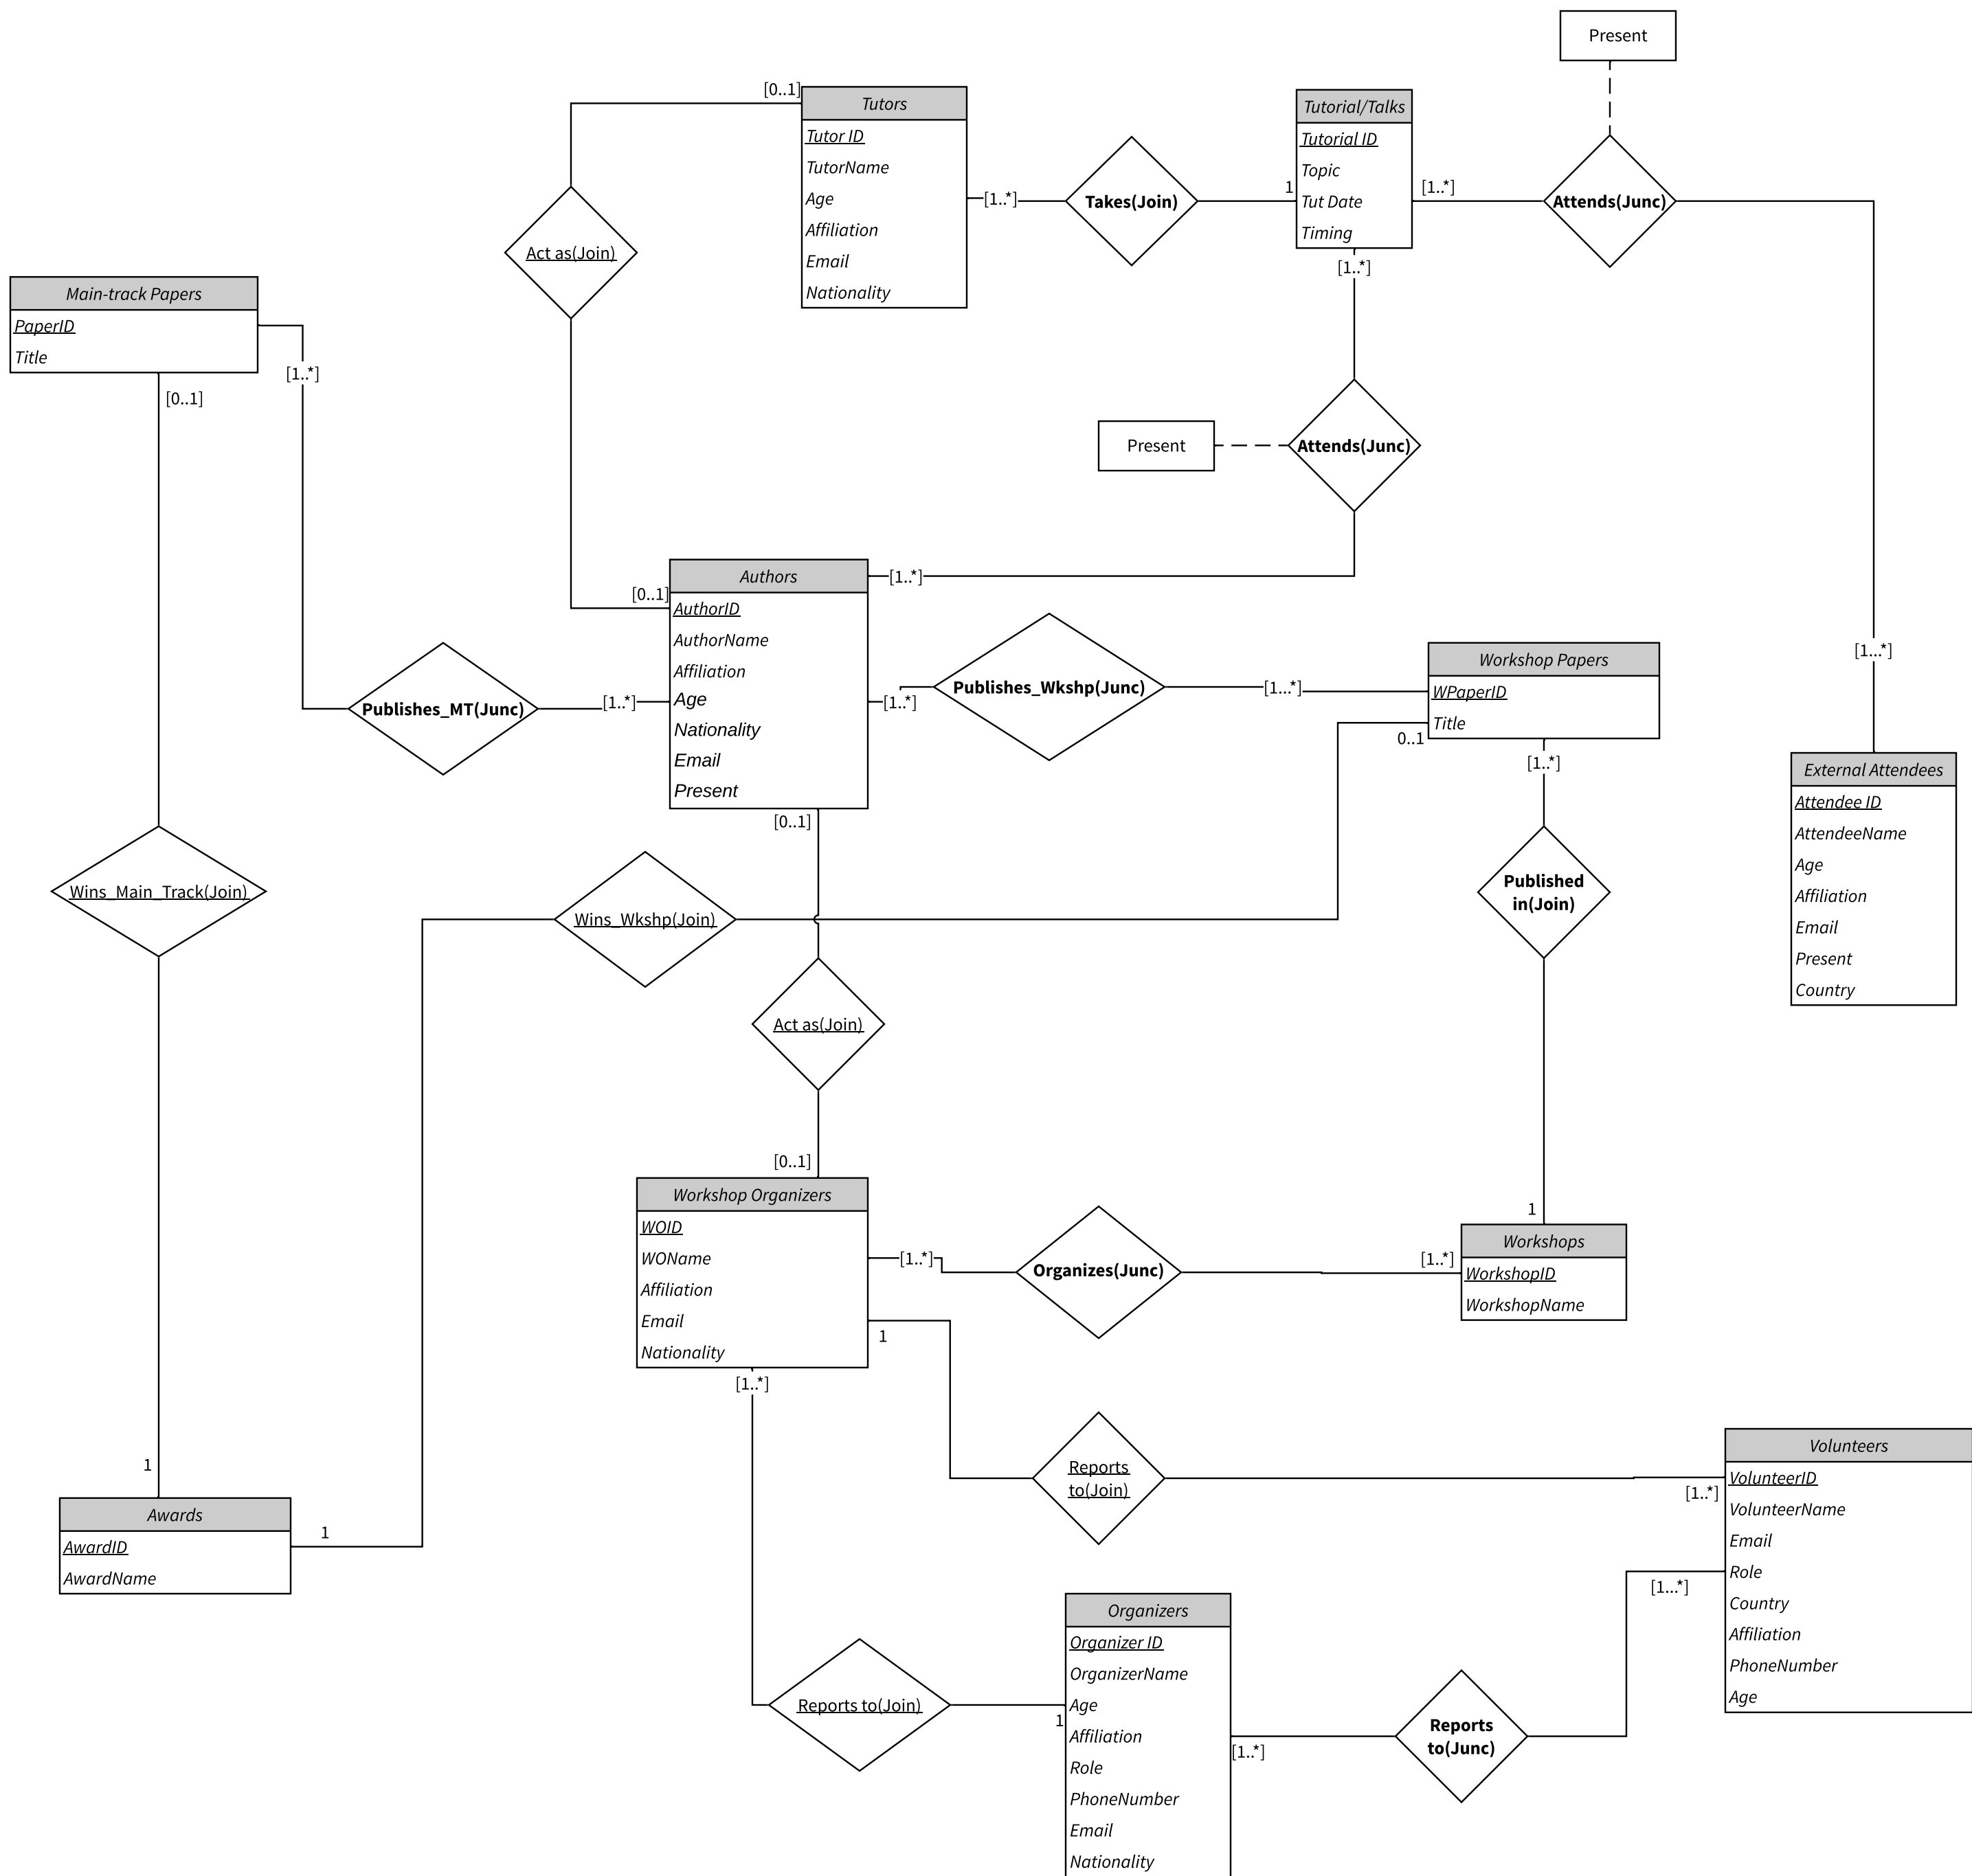 Present
[0..1]
Tutors
Tutor ID
TutorName
Age
Affiliation
Email
Nationality
[1..*]
Takes(Join)
1
Tutorial/Talks
Tutorial ID
Topic
Tut Date
Timing
[1..*]
Attends(Junc)
[1..*]
Act as(Join)
Main-track Papers
PaperID
Title
[1..*]
[0..1]
Present
Attends(Junc)
[1..*]
[0..1]
Authors
AuthorID
AuthorName
Affiliation
Age
Nationality
Email
Present
Publishes_MT(Junc)
[1..*]
[1..*]
Publishes_Wkshp(Junc)
[1...*]
Workshop Papers
WPaperID
Title
0..1
[1..*]
[1...*]
External Attendees
Attendee ID
AttendeeName
Age
Affiliation
Email
Present
Country
[0..1]
Wins_Main_Track(Join)
Wins_Wkshp(Join)
Published
in(Join)
Act as(Join)
[0..1]
1
Workshop Organizers
WOID
WOName
Affiliation
Email
Nationality
[1..*]
Organizes(Junc)
[1..*]
Workshops
WorkshopID
WorkshopName
1
[1..*]
Reports
to(Join)
[1..*]
Volunteers
VolunteerID
VolunteerName
Email
Role
Country
Affiliation
PhoneNumber
Age
1
Awards
AwardID
AwardName
1
[1...*]
Organizers
Organizer ID
OrganizerName
Age
Affiliation
Role
PhoneNumber
Email
Nationality
Reports to(Join)
1
[1..*]
Reports
to(Junc)